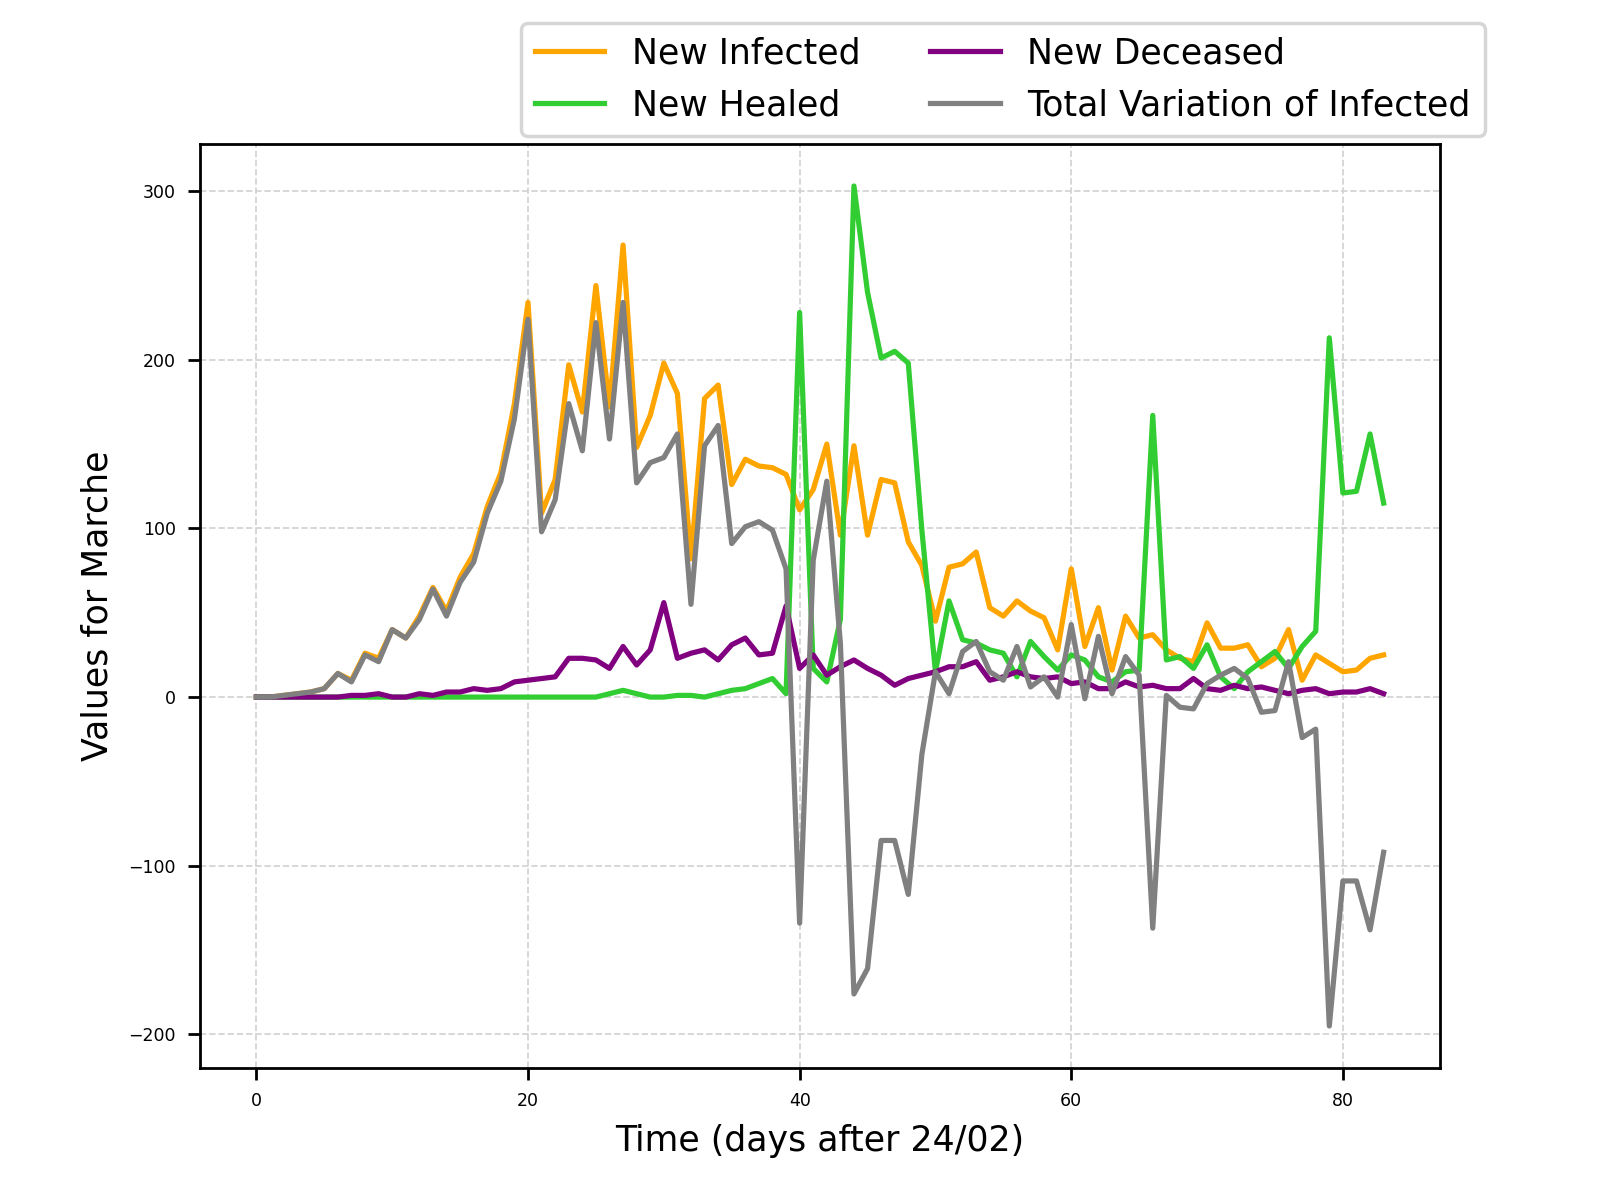 New Infected
New Healed
New Deceased
Total Variation of Infected
300
200
100
0
−100
−200
Values for Marche
0 20 40 60 80
Time (days after 24/02)